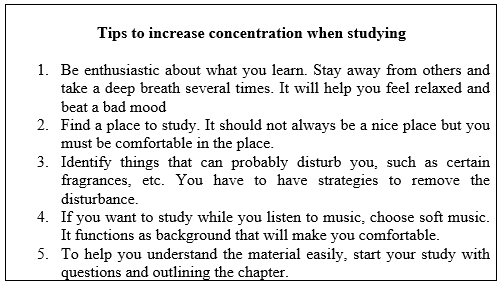 Tips to increase concentration when studying
1. Be enthusiastic about what you learn. Stay away from others and
take a deep breath several times. It will help you feel relaxed and
beat a bad mood
2. Find a place to study. It should not always be a nice place but you
must be comfortable in the place.
3. Identify things that can probably disturb you, such as certain
fragrances, etc. You have to have strategies to remove the
disturbance.
4. If you want to study while you listen to music, choose soft music.
It functions as background that will make you comfortable.
5. To help you understand the material easily, start your study with
questions and outlining the chapter.